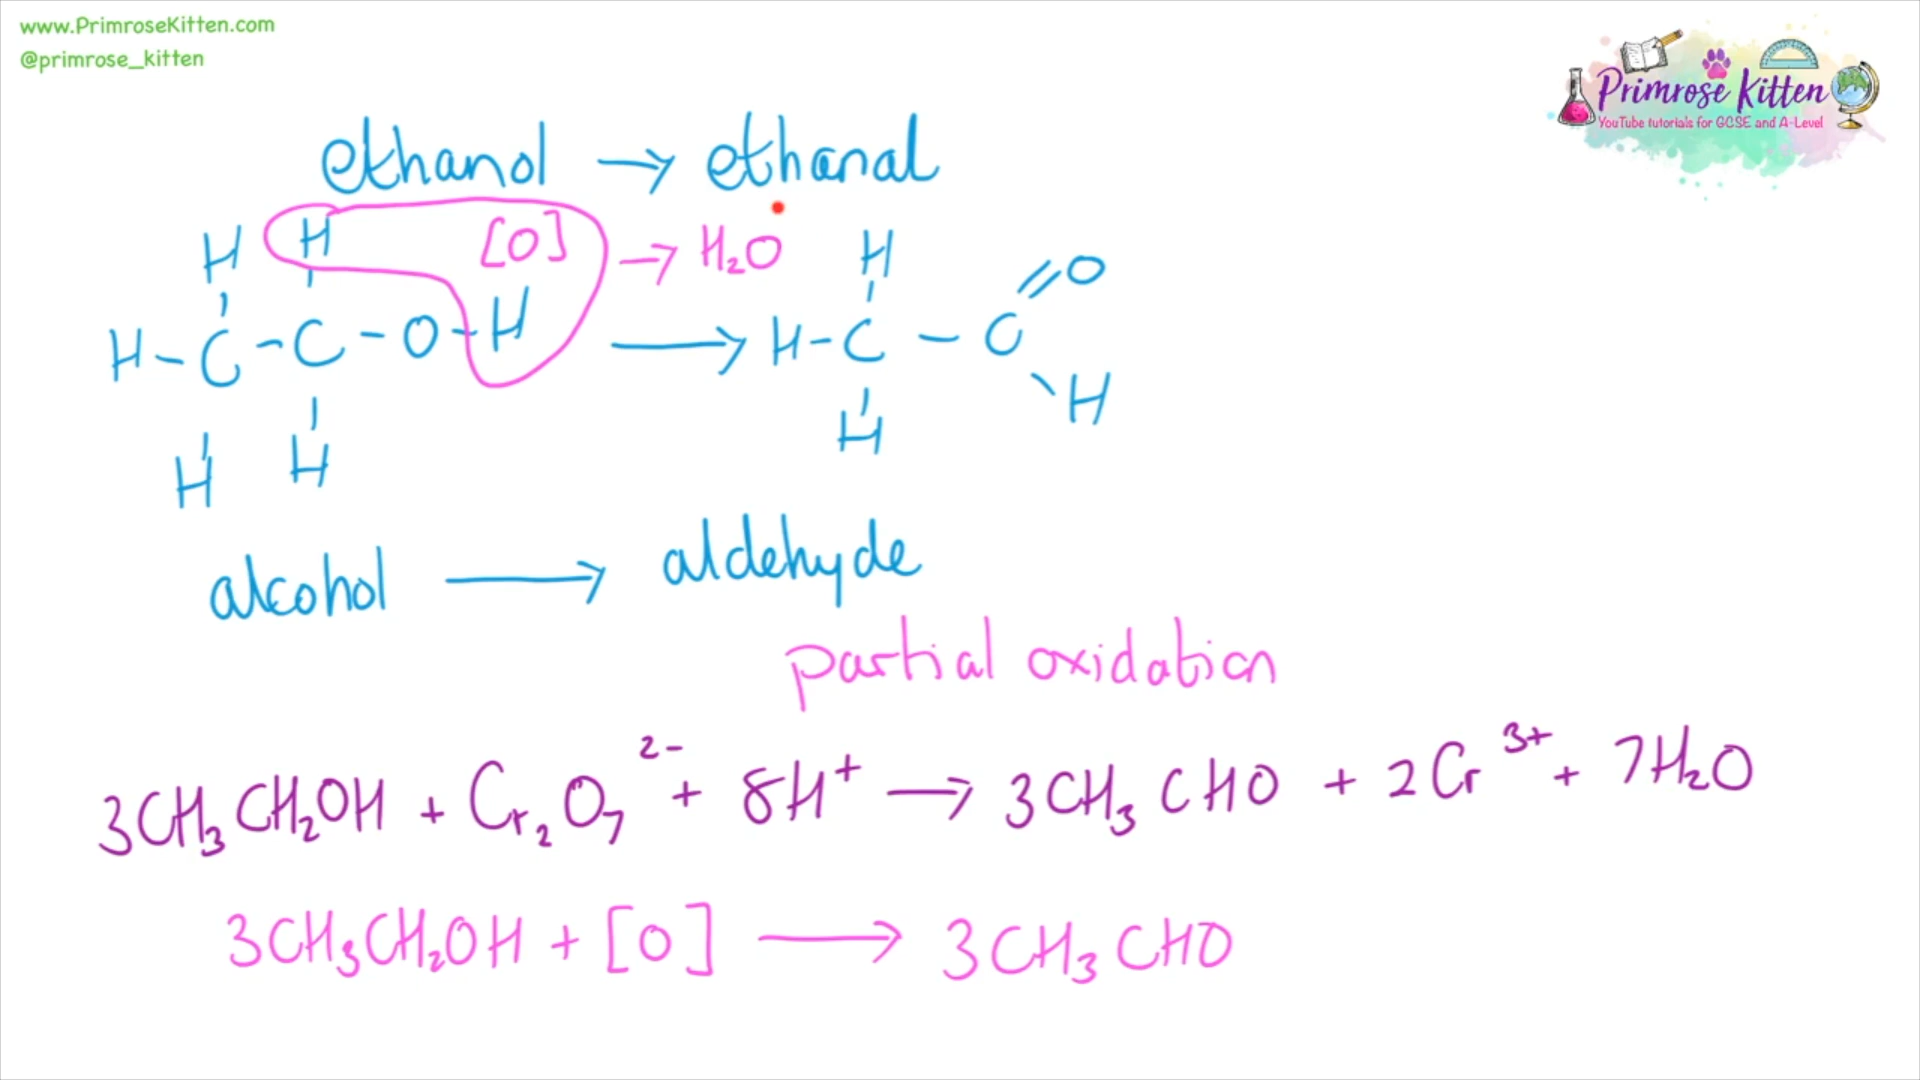 www.PrimroseKitten.com
@primrose_kitten
Primrose Kitten
YouTube tutorials for GCSE and A-Level
ethanol → ethanal
H H [O] → H₂O H O
H - C - C - O - H → H - C - C
H H H H
alcohol → aldehyde
partial oxidation
3CH₃CH₂OH + Cr₂O₇²⁻ + 8H⁺ → 3CH₃CHO + 2Cr³⁺ + 7H₂O
3CH₃CH₂OH + [O] → 3CH₃CHO